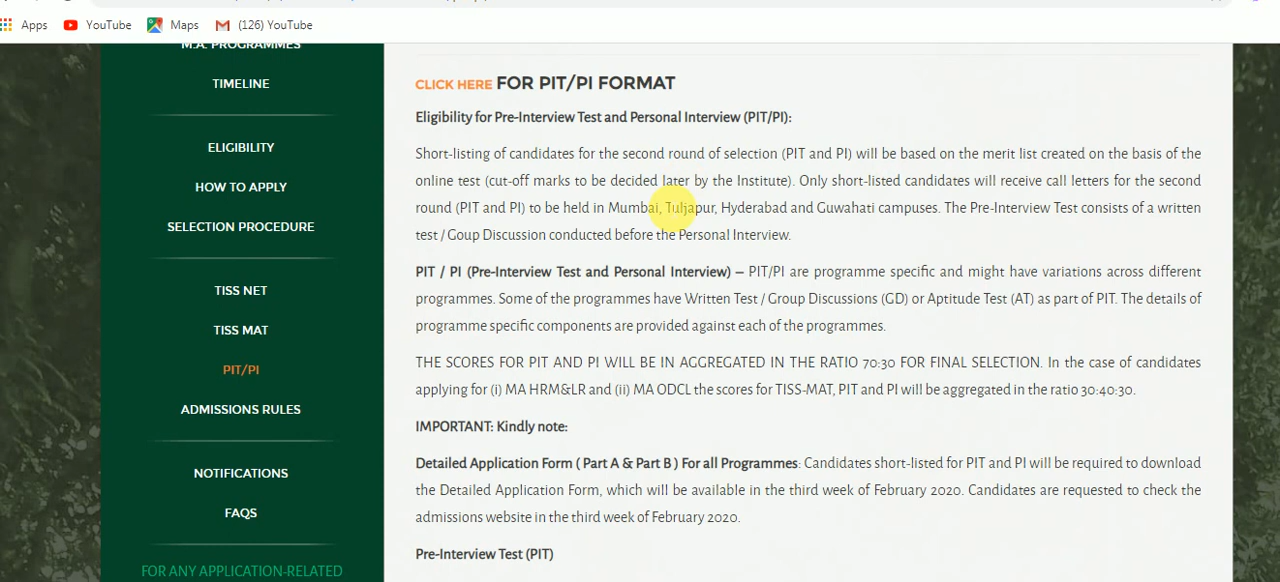 Apps YouTube Maps (126) YouTube
M.A. PROGRAMMES
TIMELINE
ELIGIBILITY
HOW TO APPLY
SELECTION PROCEDURE
TISS NET
TISS MAT
PIT/PI
ADMISSIONS RULES
NOTIFICATIONS
FAQS
FOR ANY APPLICATION-RELATED
CLICK HERE FOR PIT/PI FORMAT
Eligibility for Pre-Interview Test and Personal Interview (PIT/PI):
Short-listing of candidates for the second round of selection (PIT and PI) will be based on the merit list created on the basis of the
online test (cut-off marks to be decided later by the Institute). Only short-listed candidates will receive call letters for the second
round (PIT and PI) to be held in Mumbai, Tuljapur, Hyderabad and Guwahati campuses. The Pre-Interview Test consists of a written
test / Goup Discussion conducted before the Personal Interview.
PIT / PI (Pre-Interview Test and Personal Interview) – PIT/PI are programme specific and might have variations across different
programmes. Some of the programmes have Written Test / Group Discussions (GD) or Aptitude Test (AT) as part of PIT. The details of
programme specific components are provided against each of the programmes.
THE SCORES FOR PIT AND PI WILL BE IN AGGREGATED IN THE RATIO 70:30 FOR FINAL SELECTION. In the case of candidates
applying for (i) MA HRM&LR and (ii) MA ODCL the scores for TISS-MAT, PIT and PI will be aggregated in the ratio 30:40:30.
IMPORTANT: Kindly note:
Detailed Application Form ( Part A & Part B ) For all Programmes: Candidates short-listed for PIT and PI will be required to download
the Detailed Application Form, which will be available in the third week of February 2020. Candidates are requested to check the
admissions website in the third week of February 2020.
Pre-Interview Test (PIT)